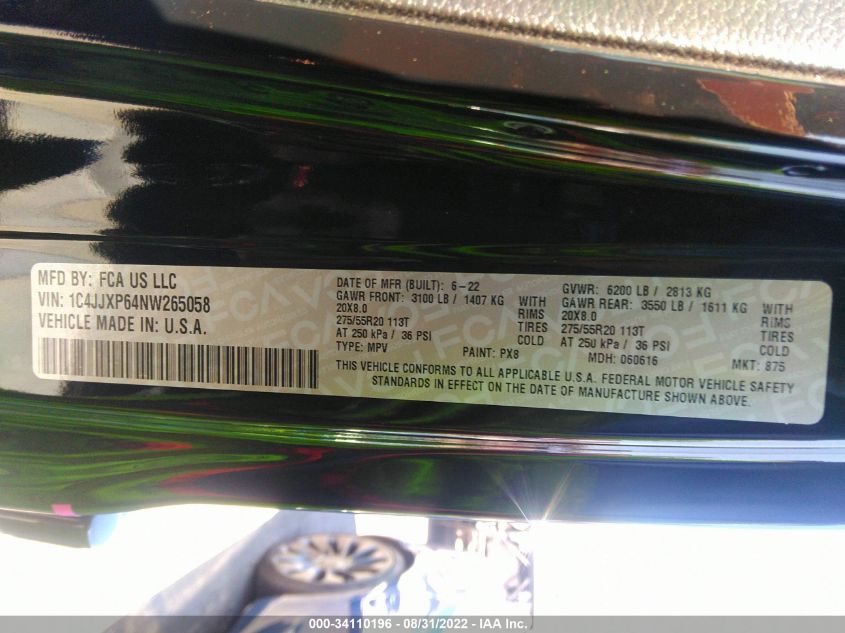 MFD BY: FCA US LLC
VIN: 1C4JJXP64NW265058
VEHICLE MADE IN: U.S.A.
DATE OF MFR (BUILT): 6-22
GAWR FRONT: 3100 LB / 1407 KG WITH
20X8.0 RIMS
275/55R20 113T TIRES
AT 250 kPa / 36 PSI COLD
TYPE: MPV PAINT: PX8
GVWR: 6200 LB / 2813 KG
GAWR REAR: 3550 LB / 1611 KG WITH
20X8.0 RIMS
275/55R20 113T TIRES
AT 250 kPa / 36 PSI COLD
MDH: 060616 MKT: 875
THIS VEHICLE CONFORMS TO ALL APPLICABLE U.S.A. FEDERAL MOTOR VEHICLE SAFETY
STANDARDS IN EFFECT ON THE DATE OF MANUFACTURE SHOWN ABOVE.
000-34110196 - 08/31/2022 - IAA Inc.